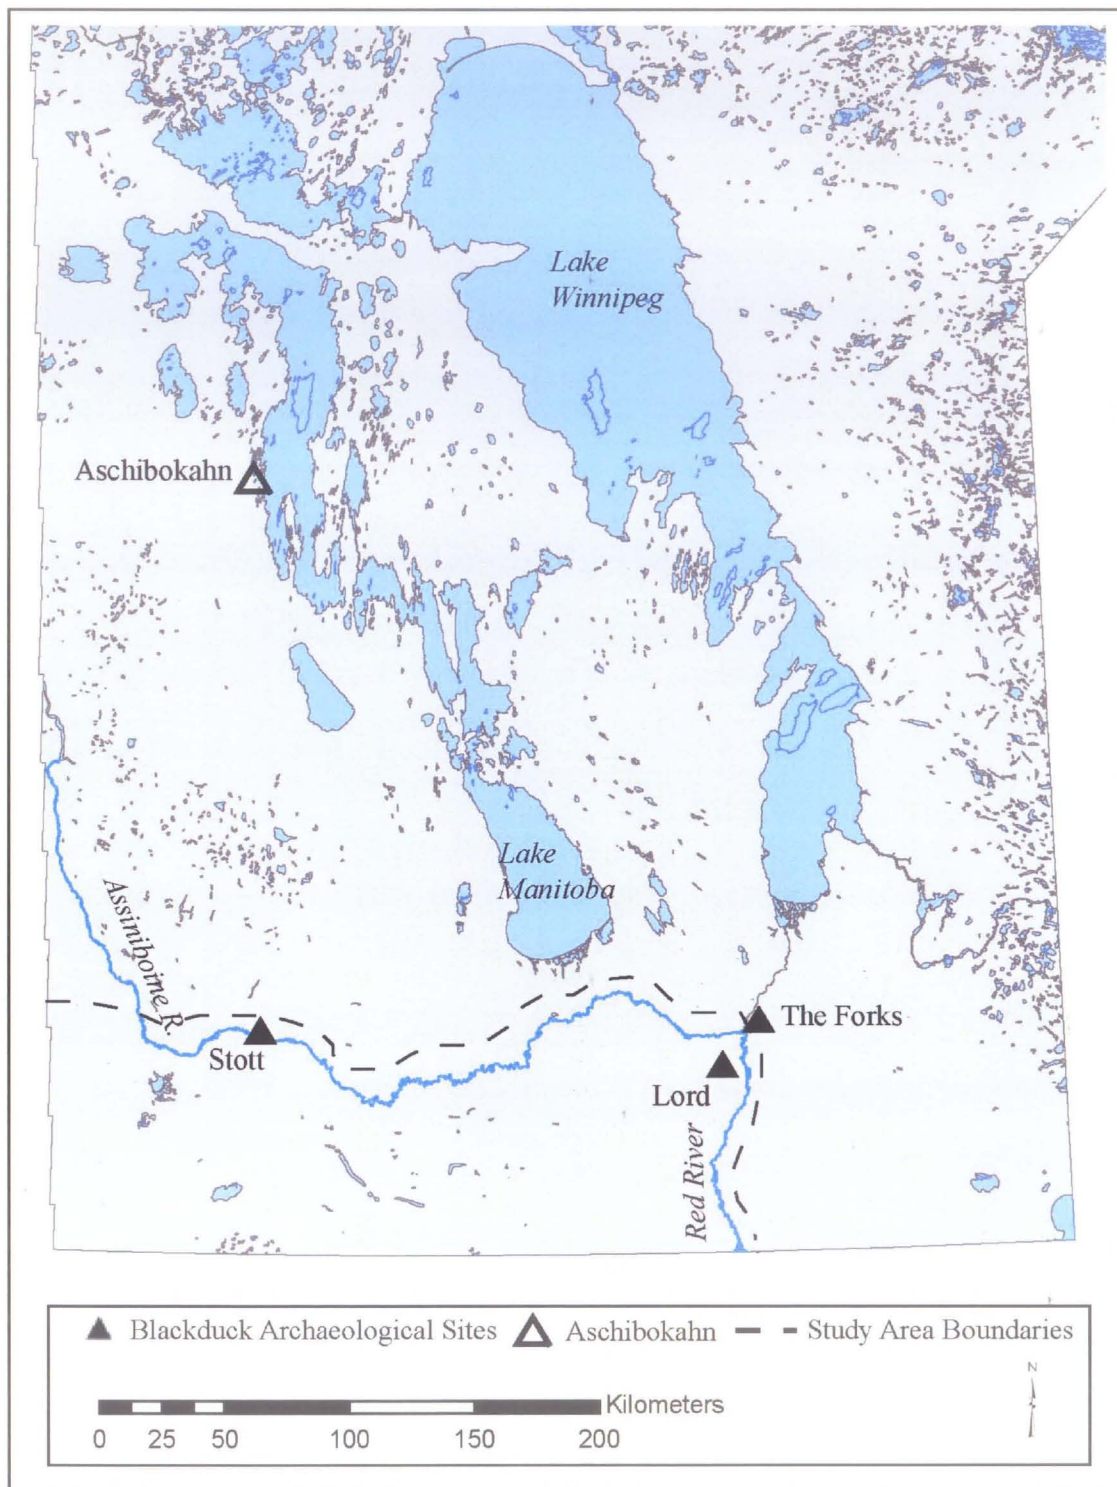 Lake
Winnipeg
Aschibokahn
Lake
Manitoba
Assiniboine R.
The Forks
Stott
Lord
Red River
Blackduck Archaeological Sites Aschibokahn Study Area Boundaries
N
Kilometers
0 25 50 100 150 200